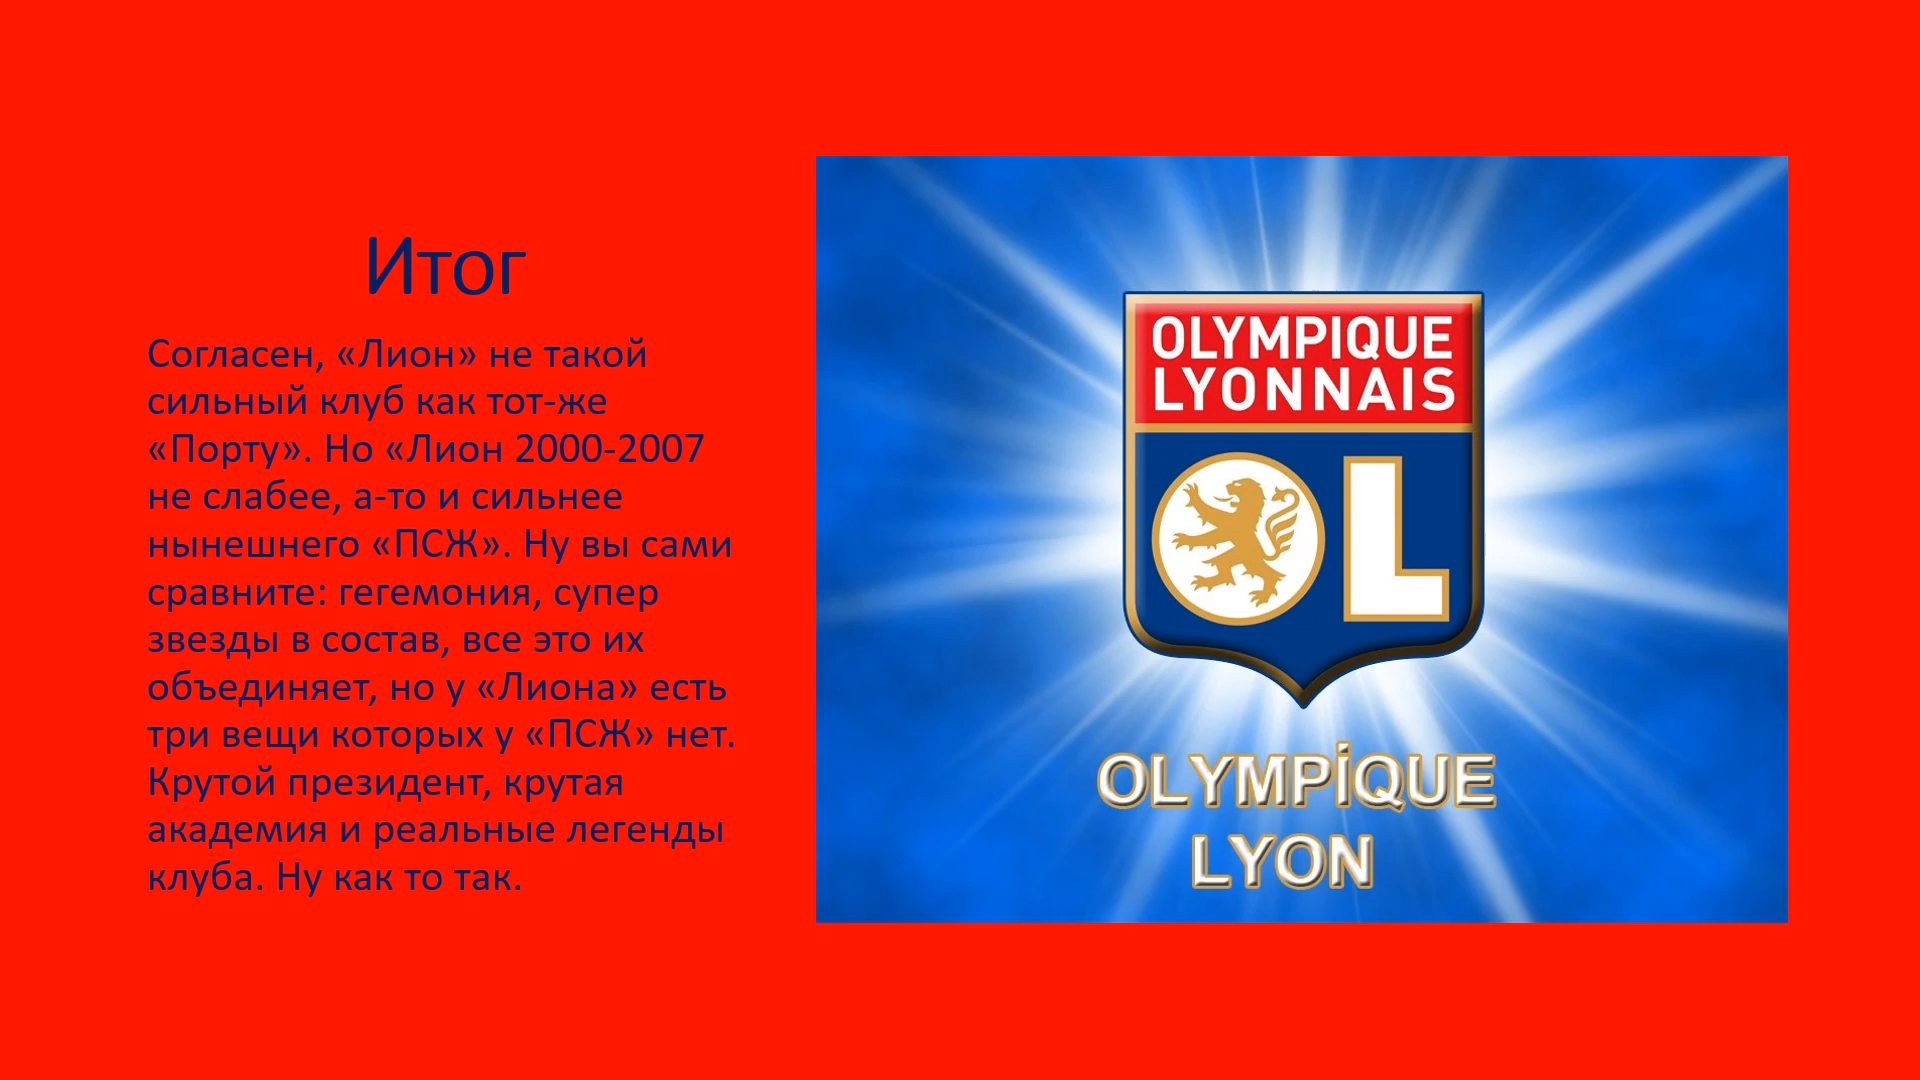 Итог
Согласен, «Лион» не такой
сильный клуб как тот-же
«Порту». Но «Лион 2000-2007
не слабее, а-то и сильнее
нынешнего «ПСЖ». Ну вы сами
сравните: гегемония, супер
звезды в состав, все это их
объединяет, но у «Лиона» есть
три вещи которых у «ПСЖ» нет.
Крутой президент, крутая
академия и реальные легенды
клуба. Ну как то так.
OLYMPIQUE
LYONNAIS
OL
OLYMPİQUE
LYON